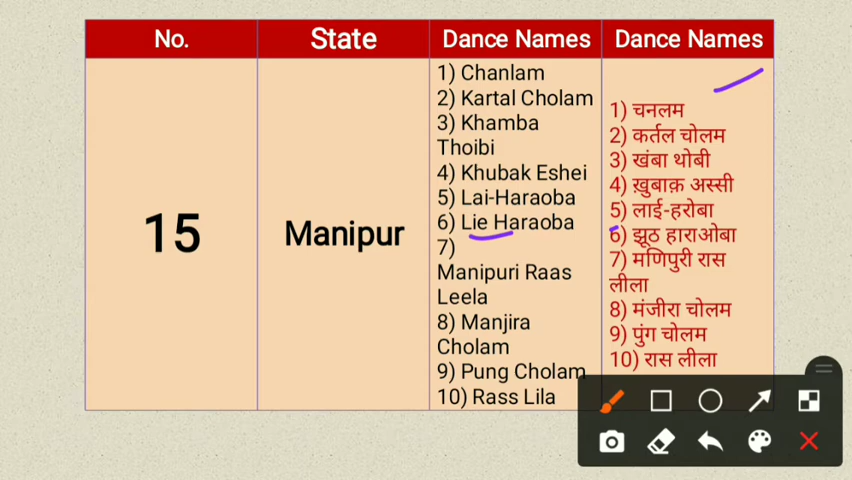 No. State Dance Names Dance Names
15
Manipur
1) Chanlam
2) Kartal Cholam
3) Khamba
Thoibi
4) Khubak Eshei
5) Lai-Haraoba
6) Lie Haraoba
7)
Manipuri Raas
Leela
8) Manjira
Cholam
9) Pung Cholam
10) Rass Lila
1) चनलम
2) कर्तल चोलम
3) खंबा थोबी
4) ख़ुबाक़ अस्सी
5) लाई-हरोबा
6) झूठ हाराओबा
7) मणिपुरी रास
लीला
8) मंजीरा चोलम
9) पुंग चोलम
10) रास लीला